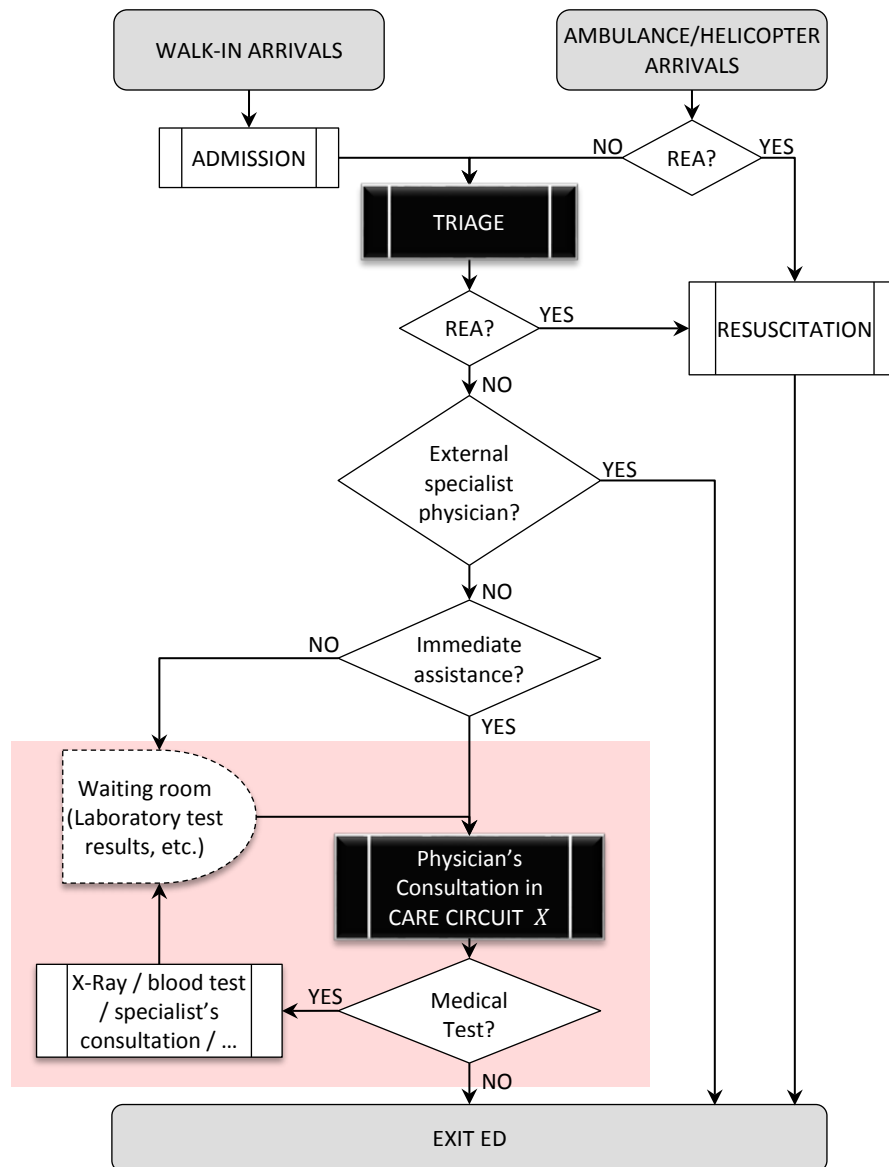 WALK-IN ARRIVALS
AMBULANCE/HELICOPTER
ARRIVALS
ADMISSION
NO
REA?
YES
TRIAGE
REA?
YES
RESUSCITATION
NO
External
specialist
physician?
YES
NO
NO
Immediate
assistance?
YES
Waiting room
(Laboratory test
results, etc.)
Physician's
Consultation in
CARE CIRCUIT X
X-Ray / blood test
/ specialist's
consultation / ...
YES
Medical
Test?
NO
EXIT ED